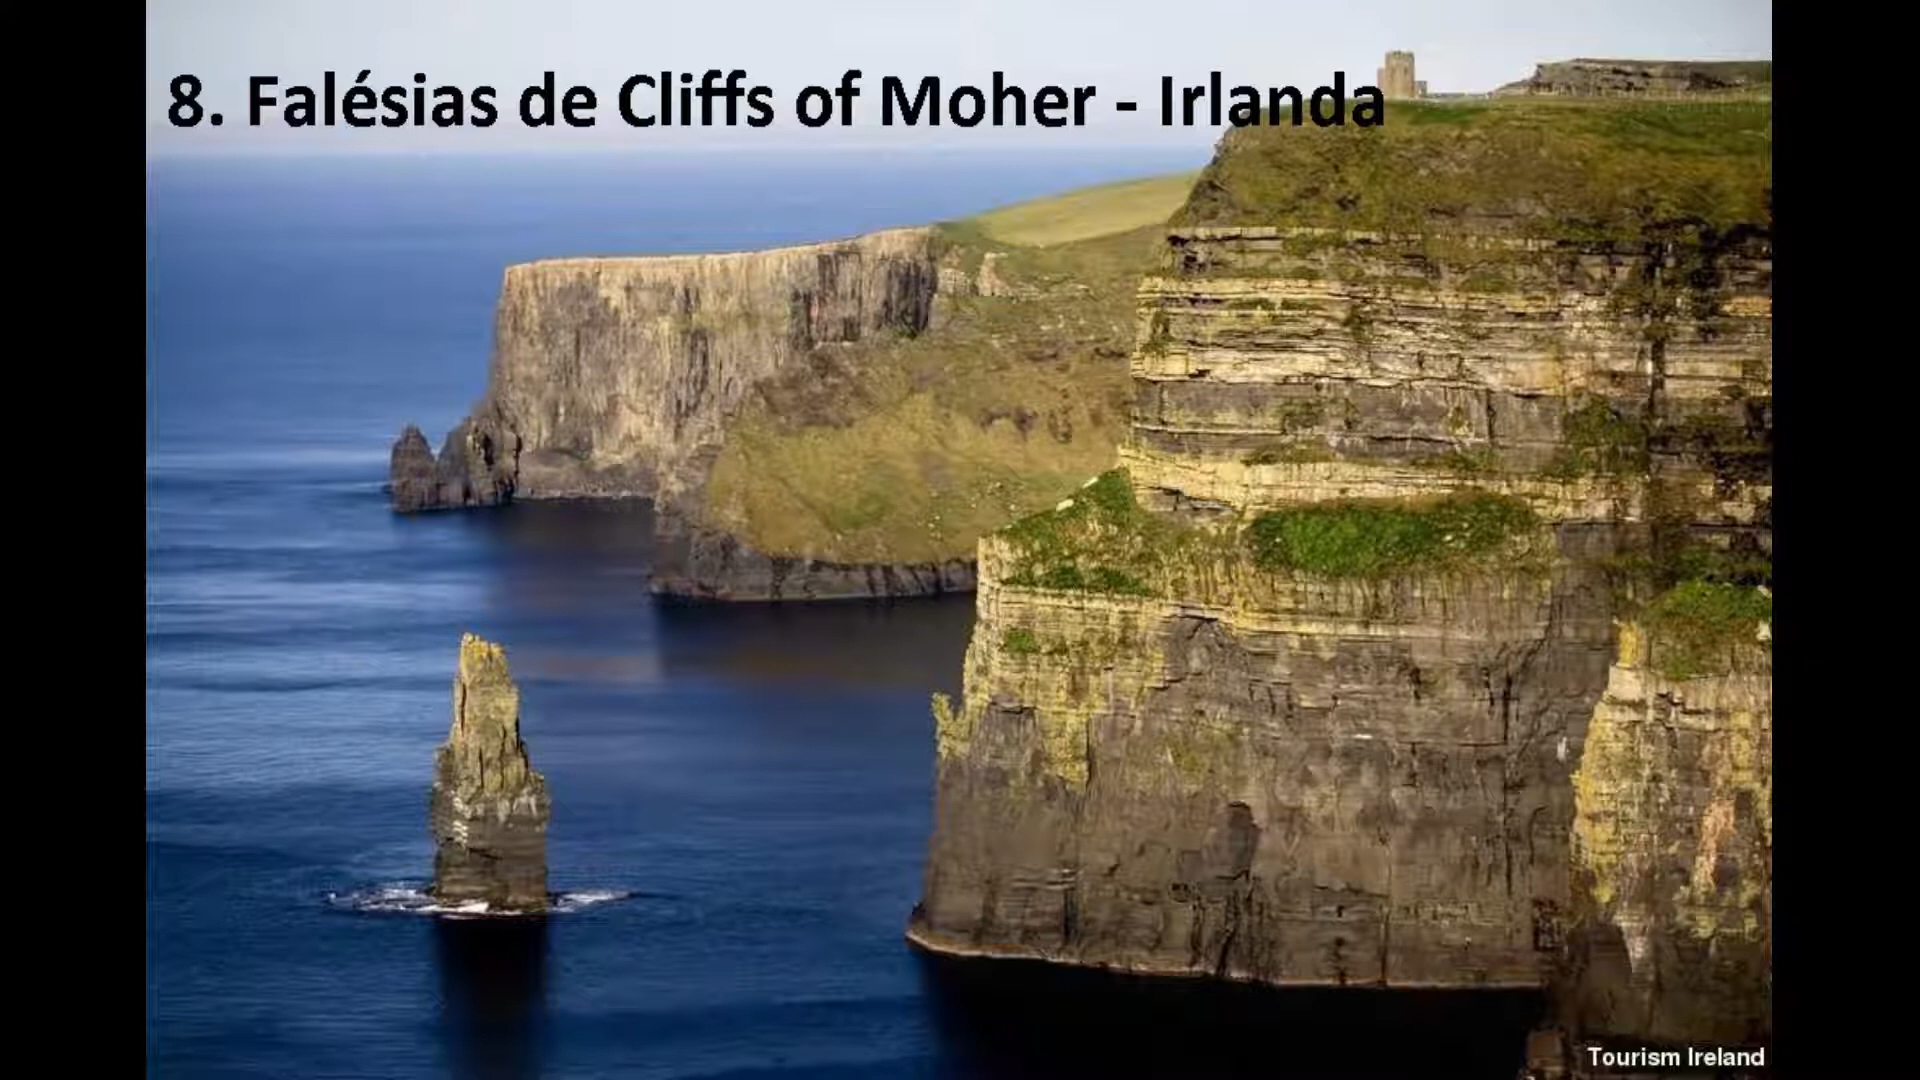 8. Falésias de Cliffs of Moher - Irlanda
Tourism Ireland